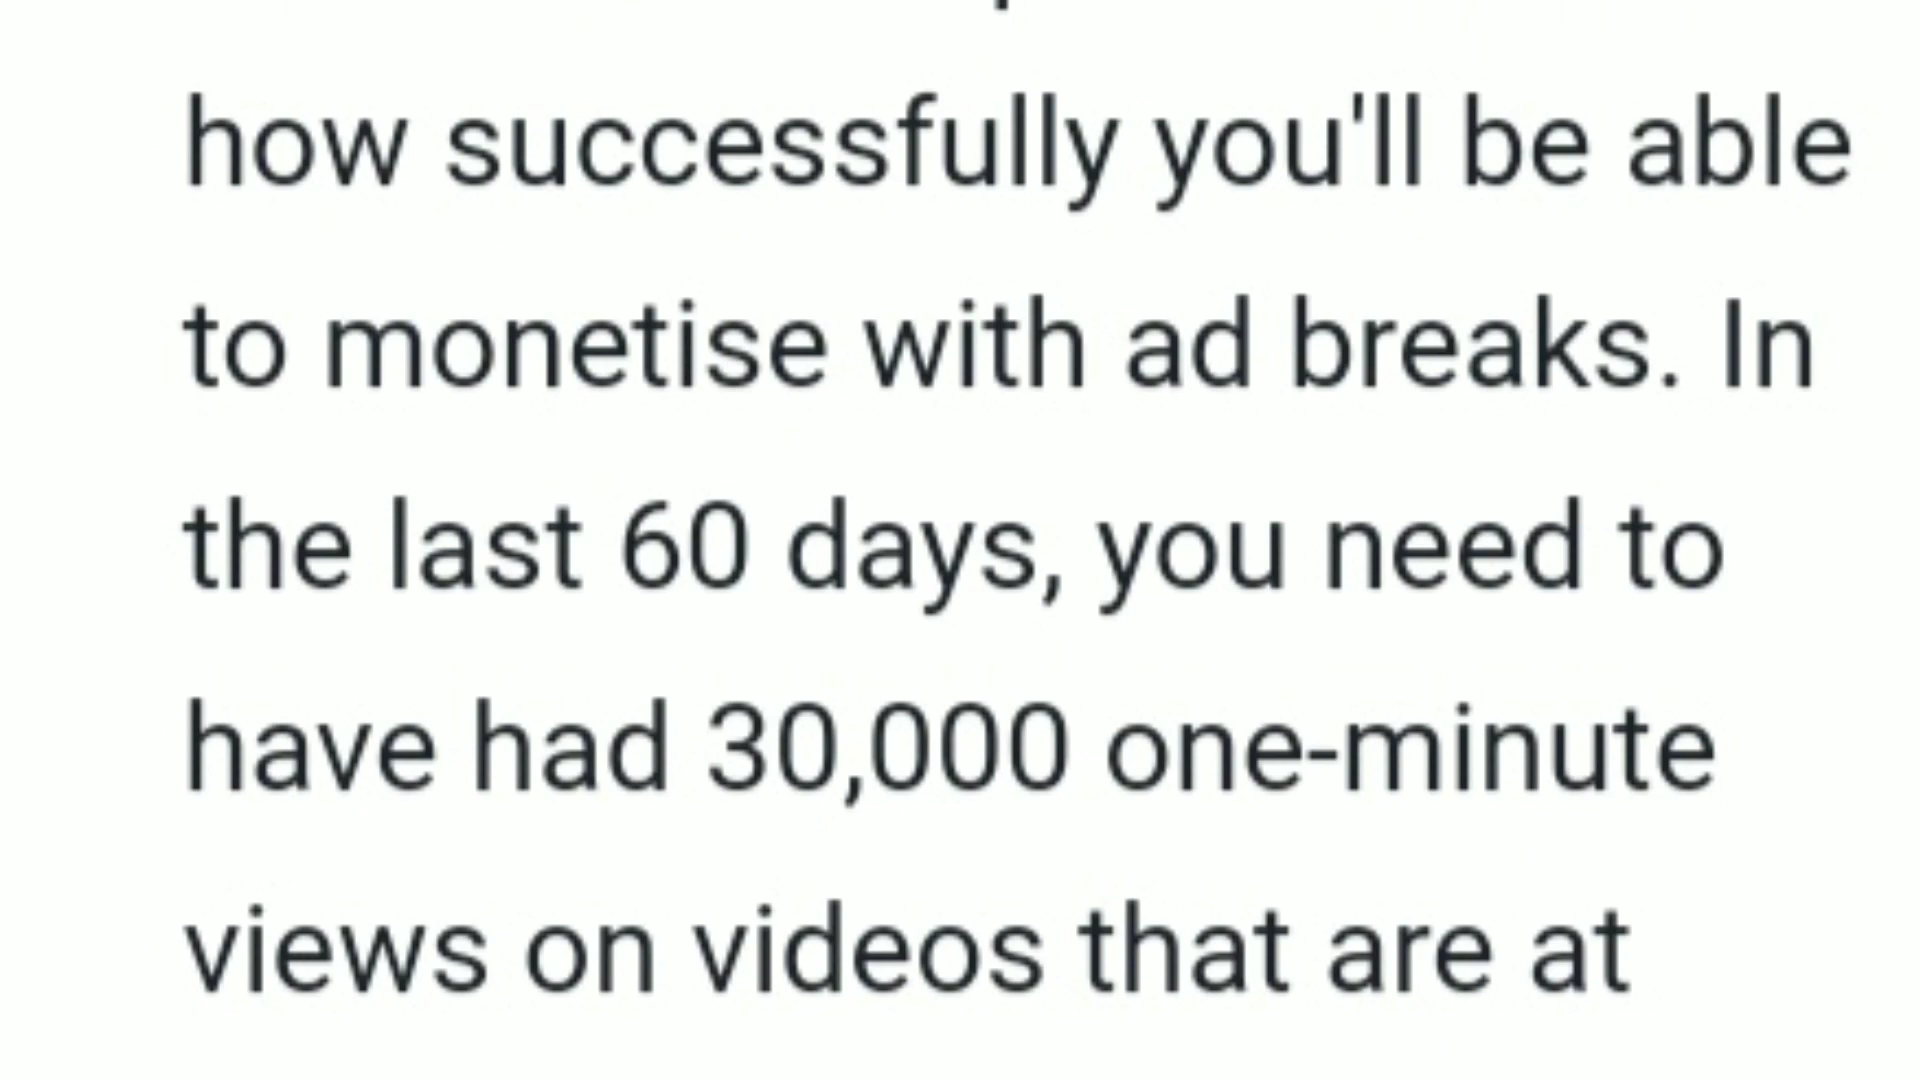 how successfully you'll be able
to monetise with ad breaks. In
the last 60 days, you need to
have had 30,000 one-minute
views on videos that are at